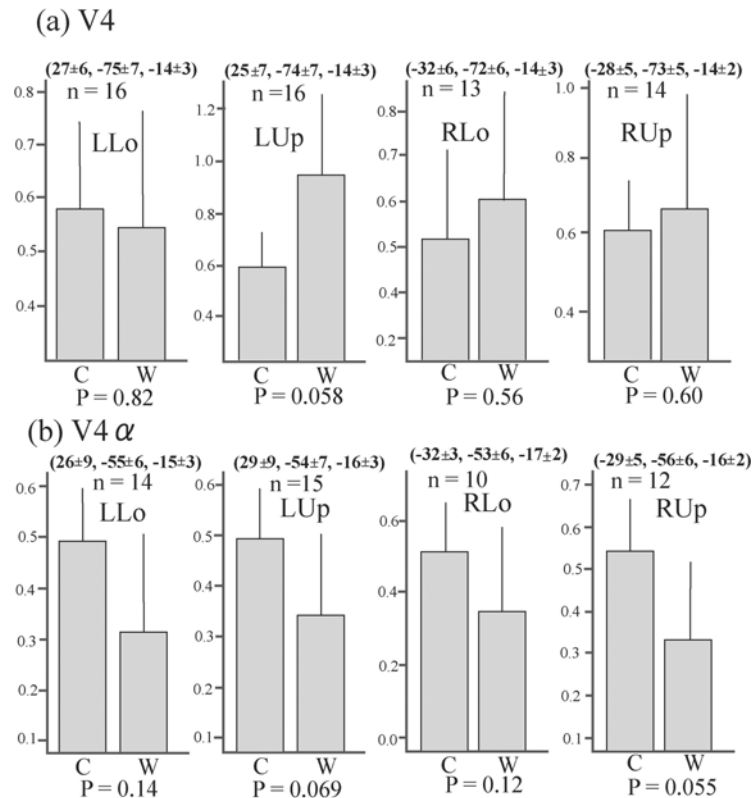 (a) V4
(27±6, -75±7, -14±3)
n = 16
LLo
0.8
0.7
0.6
0.5
0.4
C W
P = 0.82
(25±7, -74±7, -14±3)
n =16
LUp
1.2
1.0
0.8
0.6
0.4
C W
P = 0.058
(-32±6, -72±6, -14±3)
n = 13
RLo
0.8
0.6
0.5
0.2
C W
P = 0.56
(-28±5, -73±5, -14±2)
n = 14
RUp
1.0
0.8
0.6
0.4
C W
P = 0.60
(b) V4 α
(26±9, -55±6, -15±3)
n = 14
LLo
0.6
0.5
0.4
0.3
0.2
0.1
C W
P = 0.14
(29±9, -54±7, -16±3)
n =15
LUp
0.6
0.5
0.4
0.3
0.2
0.1
C W
P = 0.069
(-32±3, -53±6, -17±2)
n = 10
RLo
0.6
0.4
0.2
0.0
C W
P = 0.12
(-29±5, -56±6, -16±2)
n = 12
RUp
0.7
0.6
0.5
0.4
0.3
0.2
0.1
C W
P = 0.055